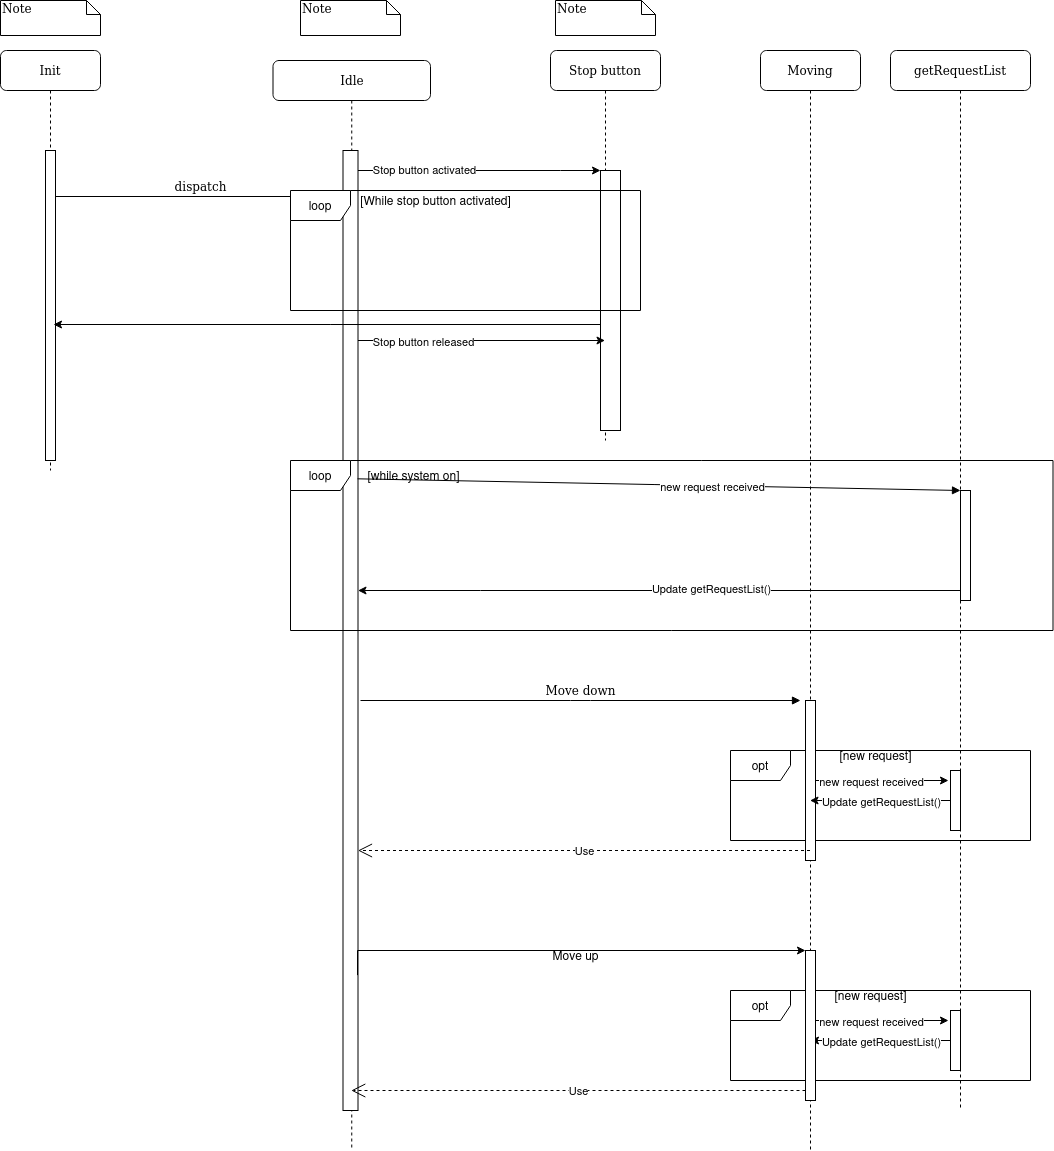 Note
Note
Note
Init
Idle
Stop button
Moving
getRequestList
Stop button activated
dispatch
loop
[While stop button activated]
Stop button released
loop
[while system on]
new request received
Update getRequestList()
Move down
opt
[new request]
new request received
Update getRequestList()
Use
Move up
opt
[new request]
new request received
Update getRequestList()
Use